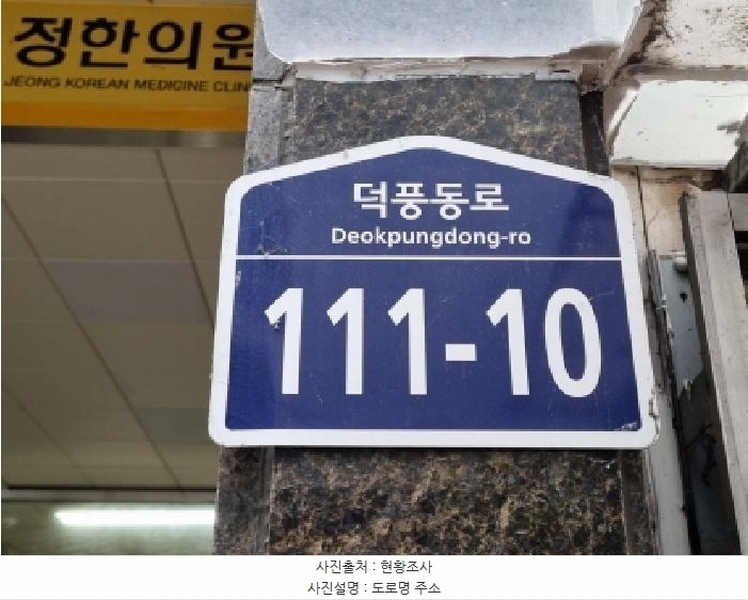 정한의원
JEONG KOREAN MEDICINE CLIN
덕풍동로
Deokpungdong-ro
111-10
사진출처 : 현황조사
사진설명 : 도로명 주소